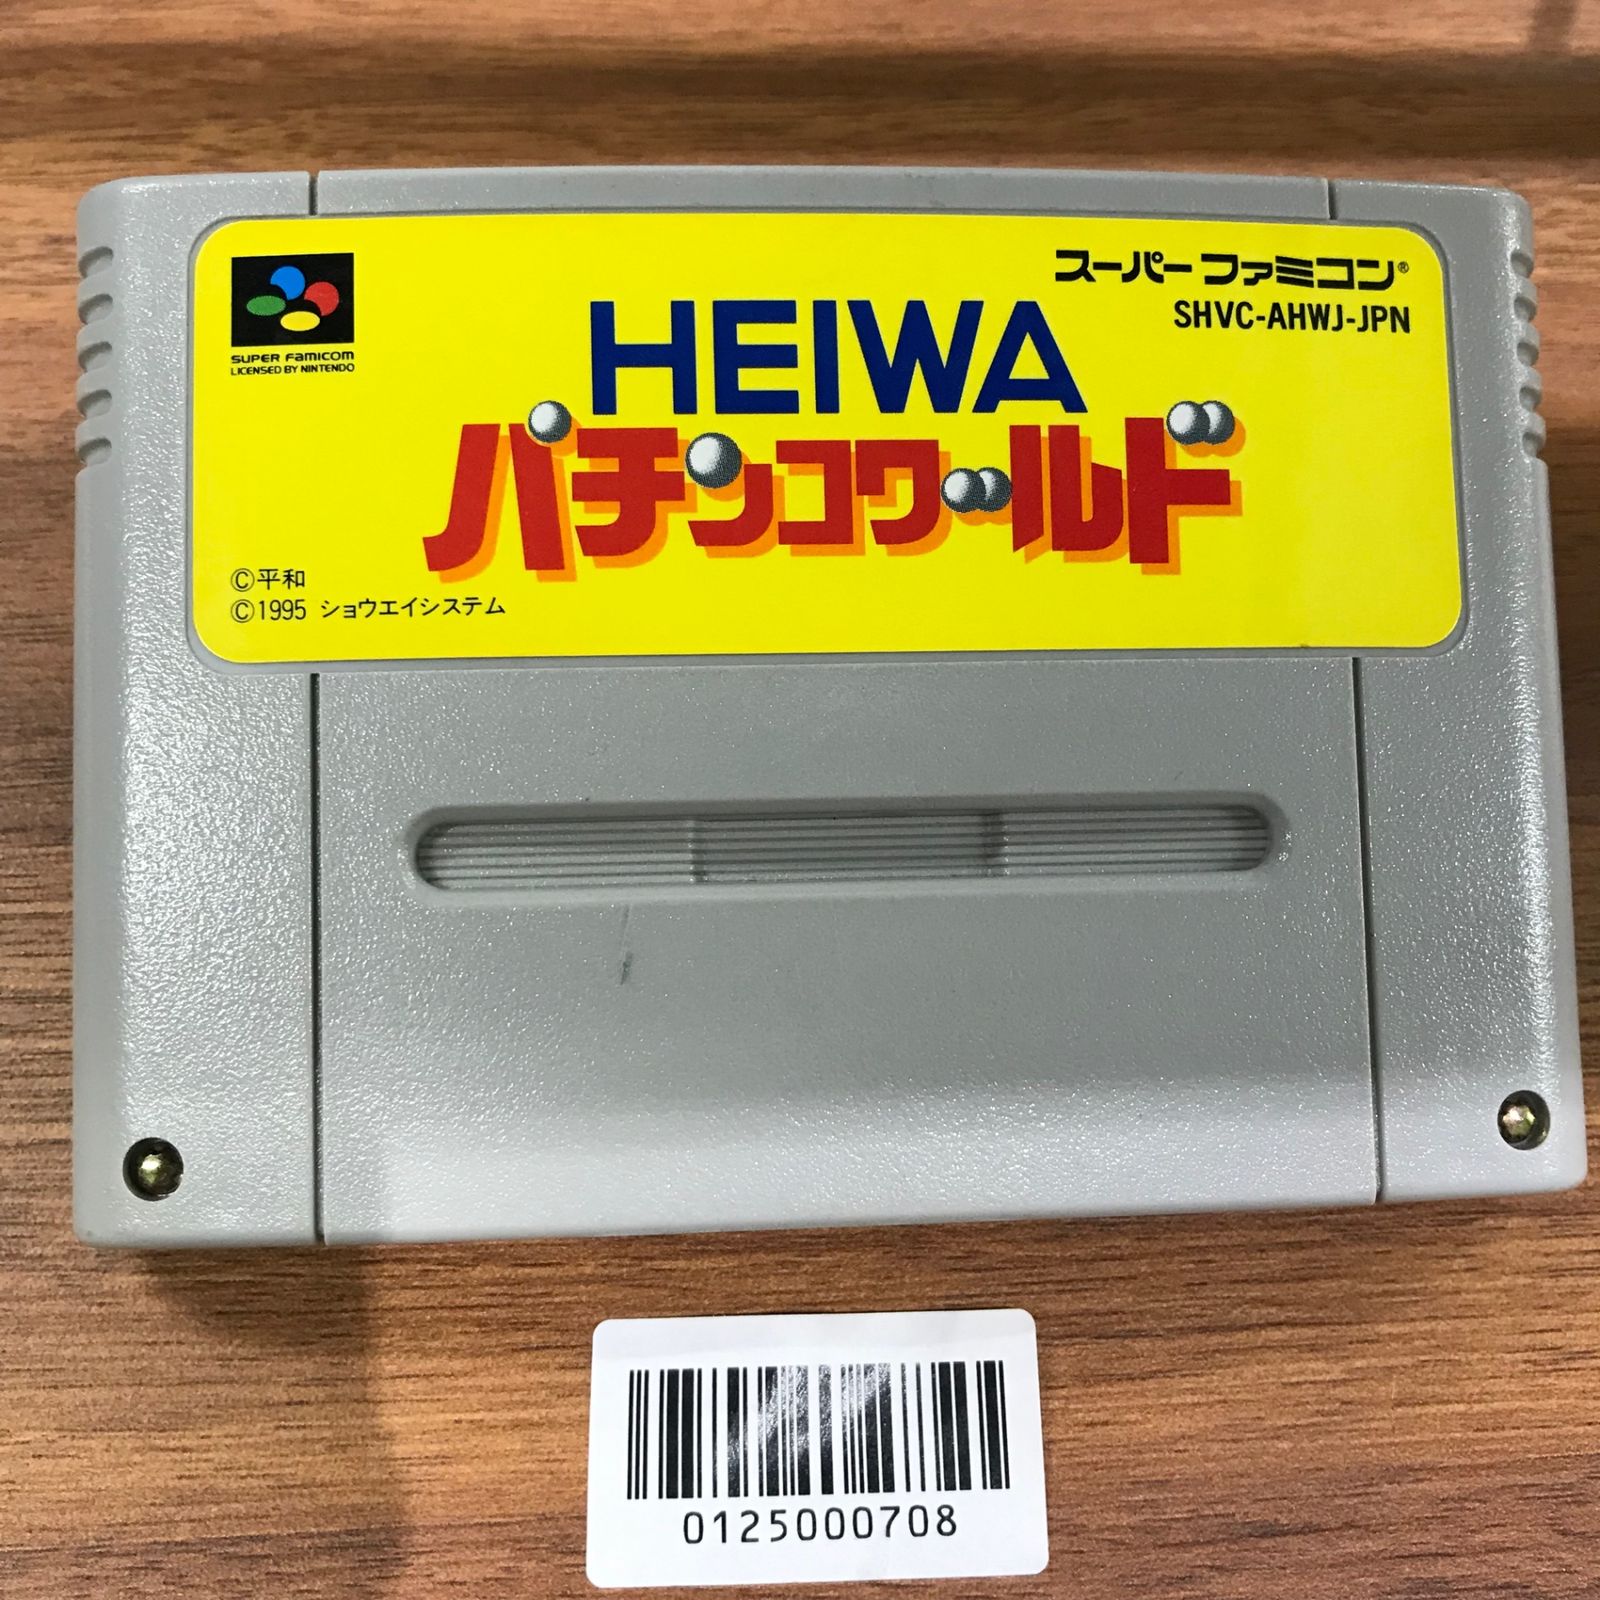 スーパーファミコン®
SHVC-AHWJ-JPN
SUPER FAMICOM
LICENSED BY NINTENDO
HEIWA
パチンコワールド
©平和
©1995 ショウエイシステム
0125000708